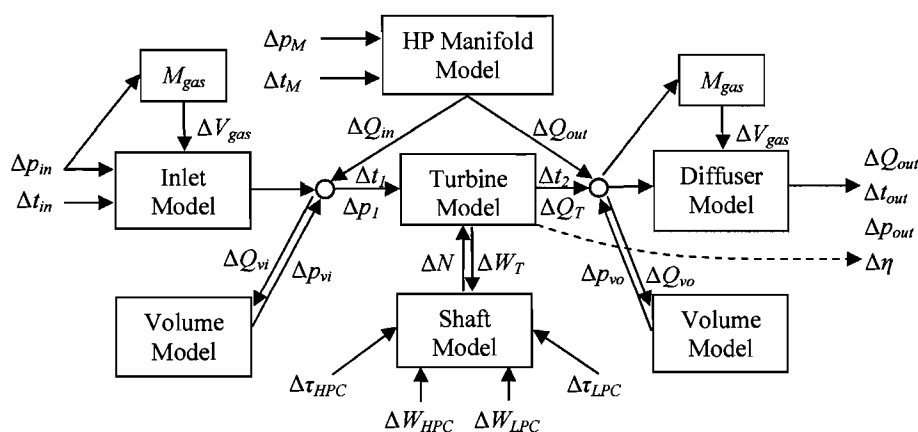 Δp_M
HP Manifold
Model
Δt_M
M_gas
M_gas
ΔV_gas
ΔQ_in
ΔQ_out
ΔV_gas
Δp_in
Δt_in
Inlet
Model
Δt_1
Δp_1
Turbine
Model
Δt_2
ΔQ_T
Diffuser
Model
ΔQ_out
Δt_out
Δp_out
Δη
ΔQ_vi
Δp_vi
ΔN
ΔW_T
Δp_vo
ΔQ_vo
Volume
Model
Shaft
Model
Volume
Model
Δτ_HPC
Δτ_LPC
ΔW_HPC
ΔW_LPC